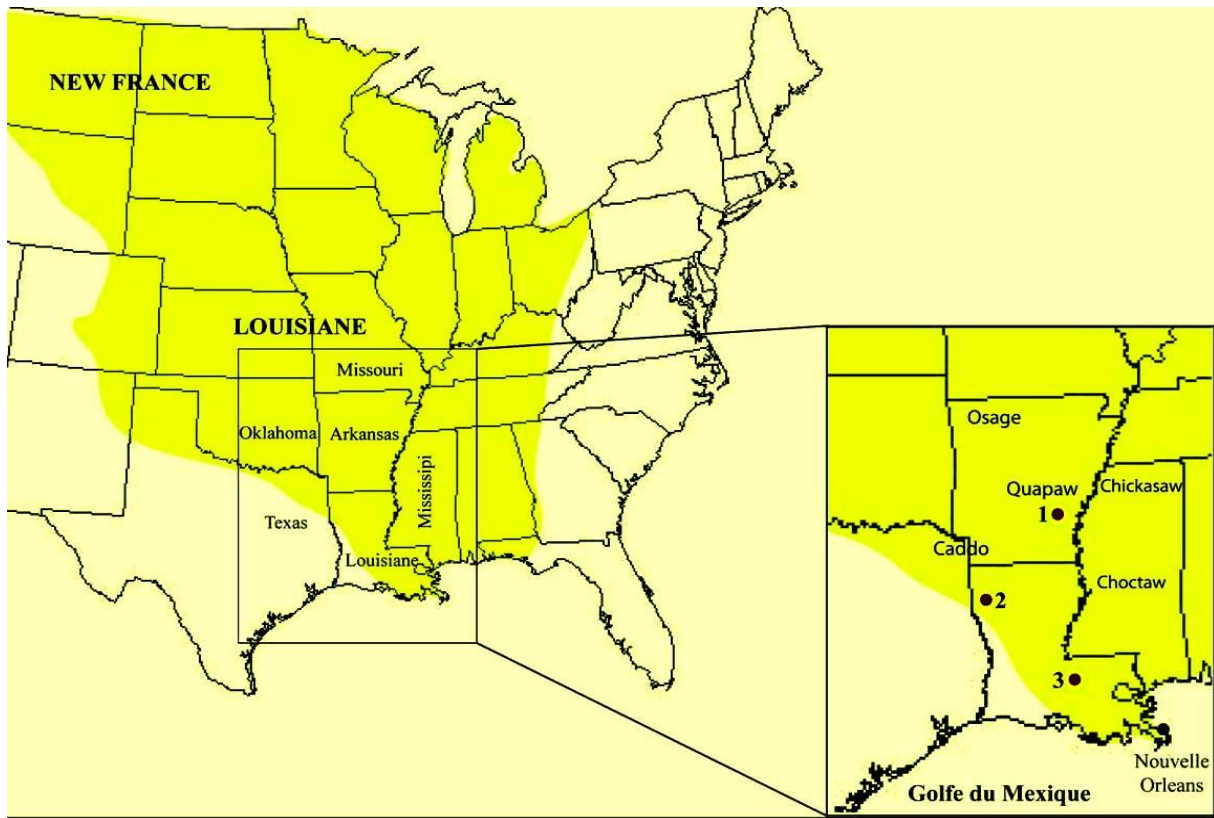 NEW FRANCE
LOUISIANE
Missouri
Oklahoma
Arkansas
Mississipi
Texas
Louisiane
Osage
Quapaw
Chickasaw
1
Caddo
Choctaw
2
3
Nouvelle
Orleans
Golfe du Mexique